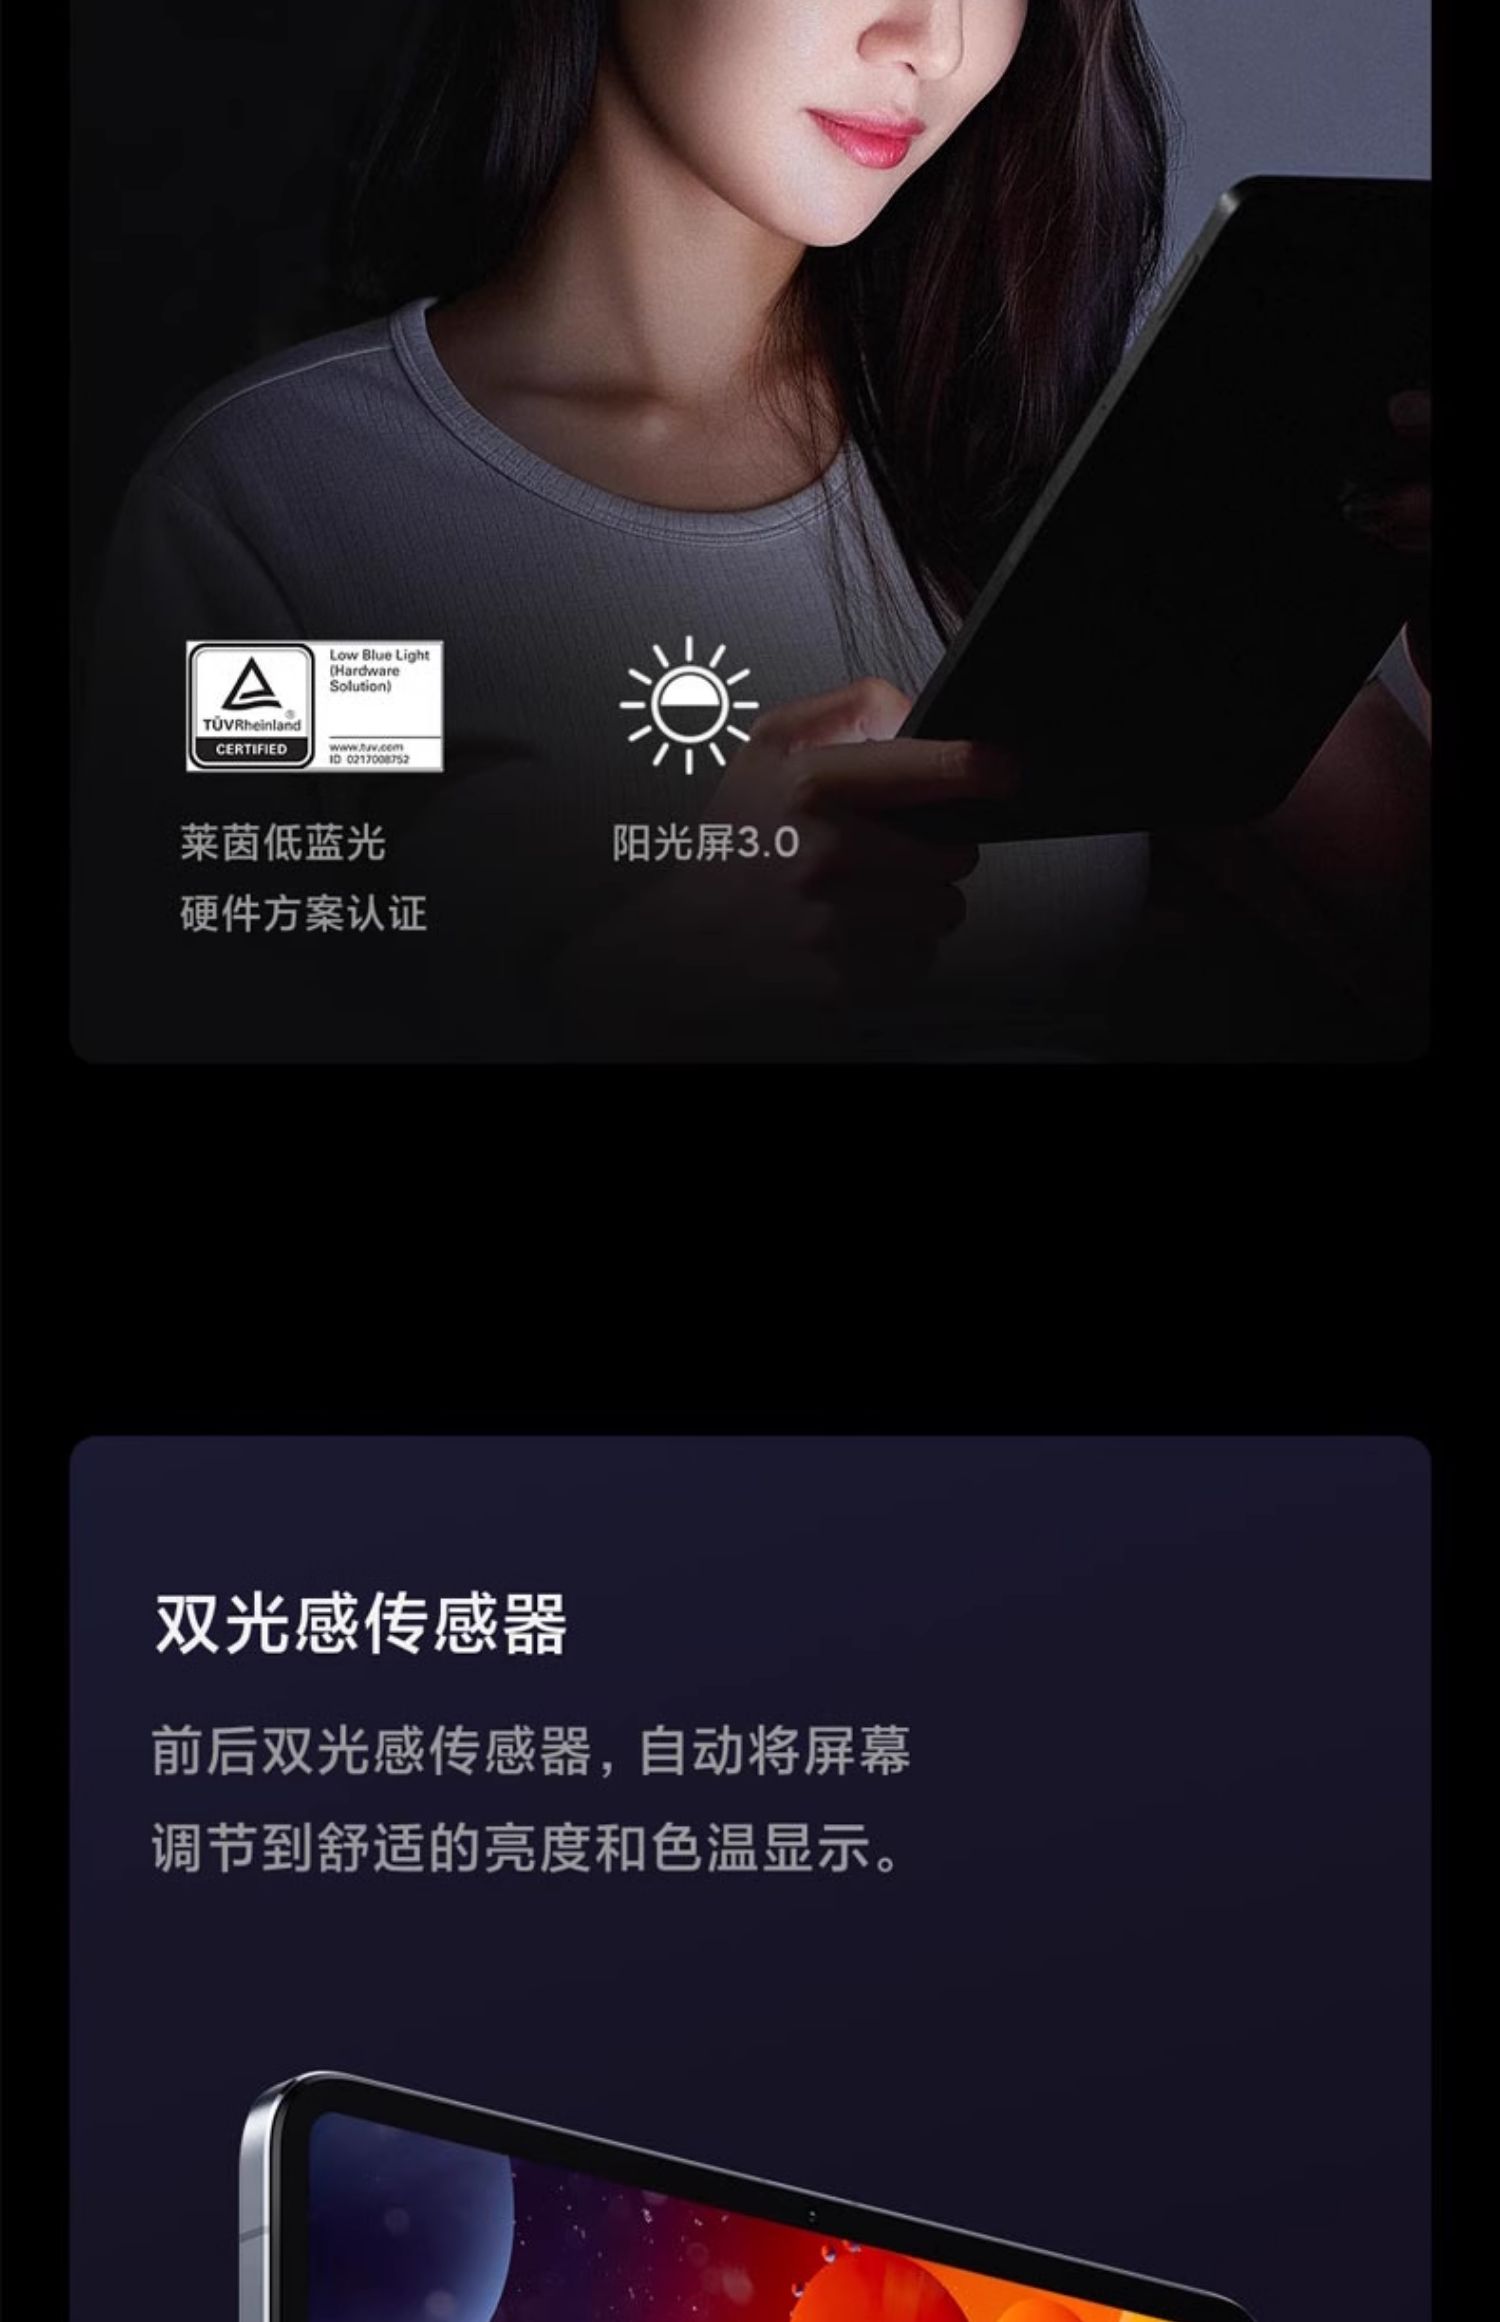 Low Blue Light
(Hardware
Solution)
®
TÜVRheinland
CERTIFIED
www.tuv.com
ID 0217008752
莱茵低蓝光
硬件方案认证
阳光屏3.0
双光感传感器
前后双光感传感器，自动将屏幕
调节到舒适的亮度和色温显示。